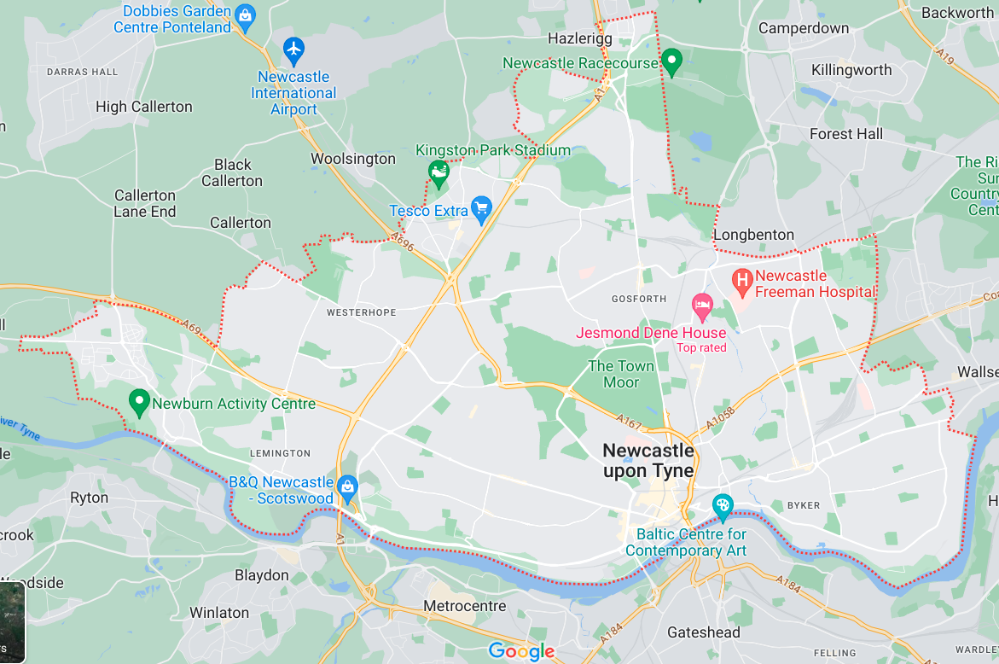 Dobbies Garden
Centre Ponteland
Backworth
Camperdown
Hazlerigg
A19
Newcastle Racecourse
Killingworth
DARRAS HALL
Newcastle
International
Airport
A1
High Callerton
Forest Hall
Kingston Park Stadium
Woolsington
Black
Callerton
Callerton
Lane End
Tesco Extra
Callerton
A696
Longbenton
Newcastle
Freeman Hospital
GOSFORTH
WESTERHOPE
Jesmond Dene House
Top rated
A69
The Town
Moor
Newburn Activity Centre
A167
A1058
River Tyne
LEMINGTON
Newcastle
upon Tyne
B&Q Newcastle
- Scotswood
Ryton
BYKER
Baltic Centre for
Contemporary Art
A1
Blaydon
A184
Winlaton
Metrocentre
A184
Gateshead
Google
FELLING